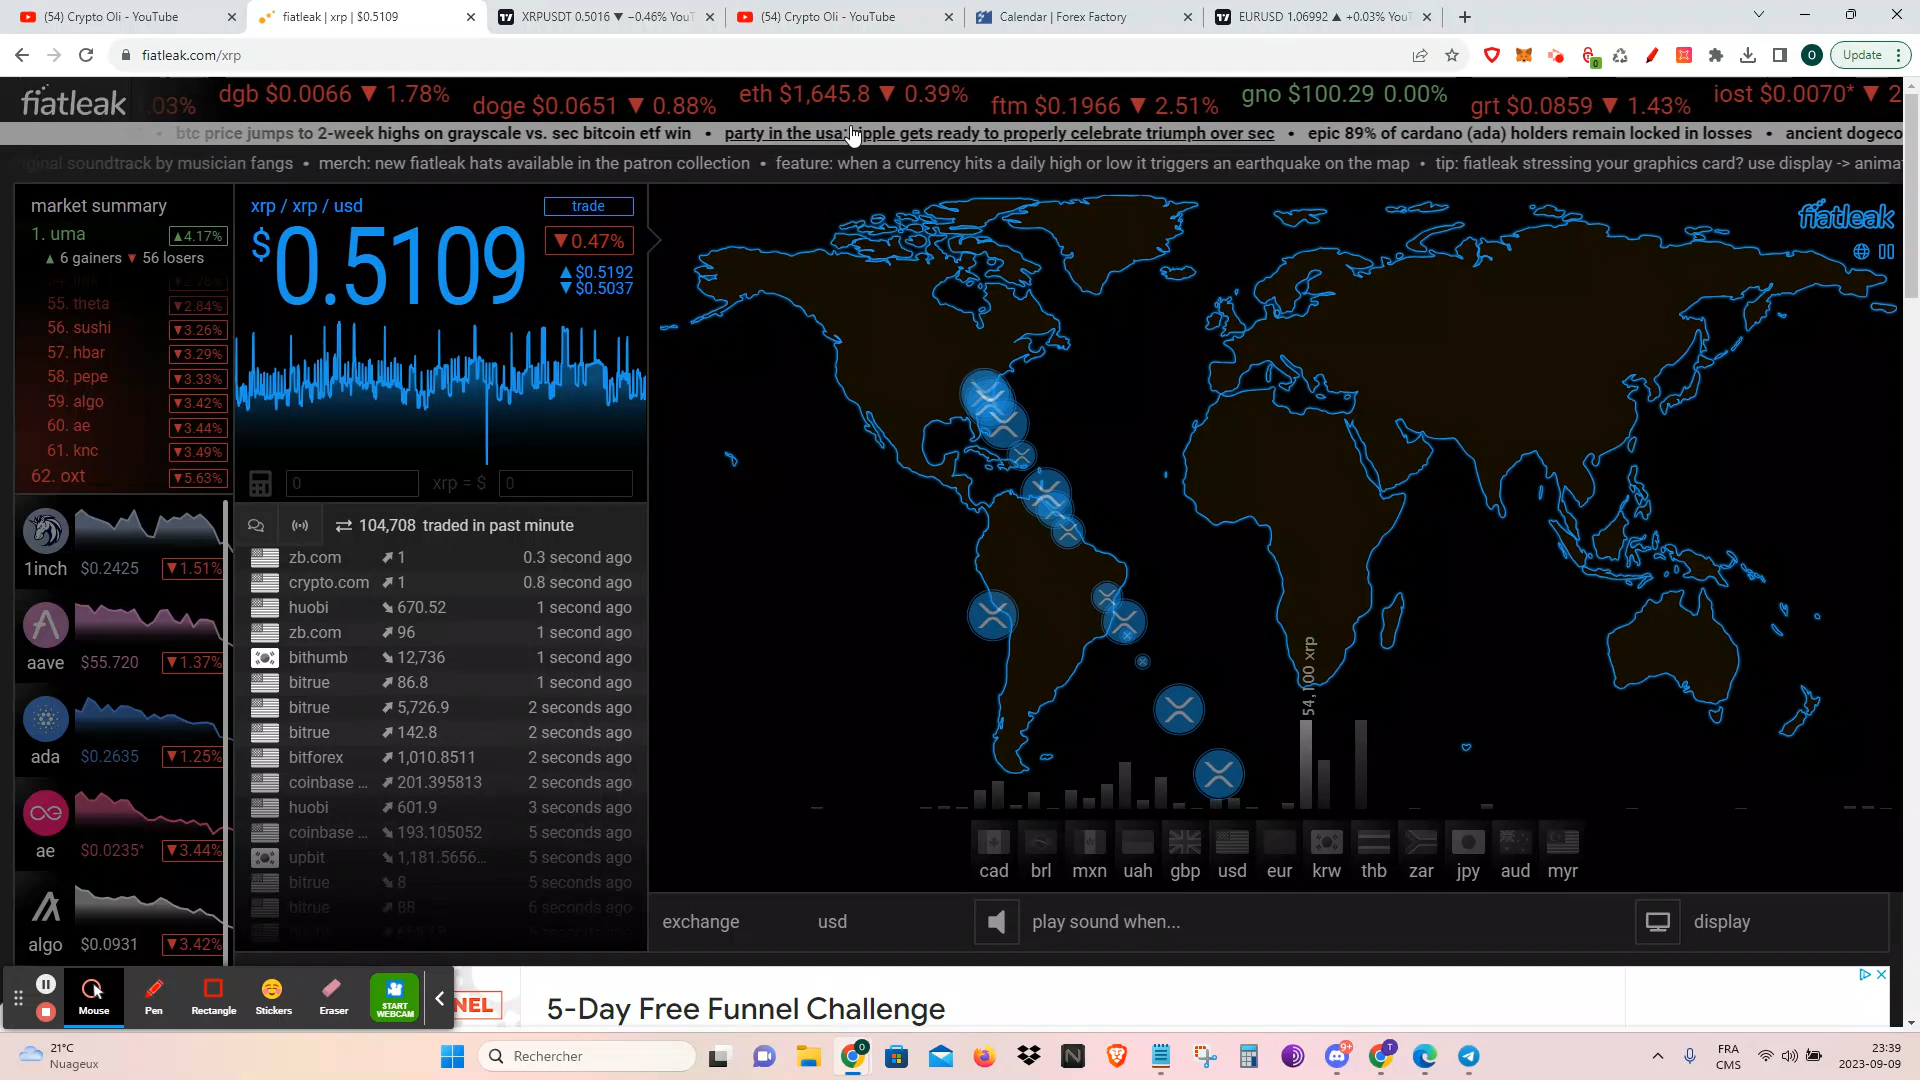 (54) Crypto Oli - YouTube
fiatleak | xrp | $0.5109
XRPUSDT 0.5016 ▼ −0.46% You
(54) Crypto Oli - YouTube
Calendar | Forex Factory
EURUSD 1.06992 ▲ +0.03% You
fiatleak.com/xrp
Update
fiatleak
.03%
dgb $0.0066 ▼ 1.78%
doge $0.0651 ▼ 0.88%
eth $1,645.8 ▼ 0.39%
ftm $0.1966 ▼ 2.51%
gno $100.29 0.00%
grt $0.0859 ▼ 1.43%
iost $0.0070* ▼ 2
• btc price jumps to 2-week highs on grayscale vs. sec bitcoin etf win • party in the usa: ripple gets ready to properly celebrate triumph over sec • epic 89% of cardano (ada) holders remain locked in losses • ancient dogeco
ginal soundtrack by musician fangs • merch: new fiatleak hats available in the patron collection • feature: when a currency hits a daily high or low it triggers an earthquake on the map • tip: fiatleak stressing your graphics card? use display -> anima
market summary
1. uma ▲4.17%
▲ 6 gainers ▼ 56 losers
55. theta ▼2.84%
56. sushi ▼3.26%
57. hbar ▼3.29%
58. pepe ▼3.33%
59. algo ▼3.42%
60. ae ▼3.44%
61. knc ▼3.49%
62. oxt ▼5.63%
xrp / xrp / usd
trade
$0.5109
▼0.47%
▲$0.5192
▼$0.5037
0 xrp = $ 0
⇄ 104,708 traded in past minute
zb.com ↗ 1 0.3 second ago
crypto.com ↗ 1 0.8 second ago
huobi ↘ 670.52 1 second ago
zb.com ↗ 96 1 second ago
bithumb ↘ 12,736 1 second ago
bitrue ↗ 86.8 1 second ago
bitrue ↗ 5,726.9 2 seconds ago
bitrue ↗ 142.8 2 seconds ago
bitforex ↗ 1,010.8511 2 seconds ago
coinbase ... ↗ 201.395813 2 seconds ago
huobi ↗ 601.9 3 seconds ago
coinbase ... ↘ 193.105052 5 seconds ago
upbit ↘ 1,181.5656... 5 seconds ago
bitrue ↘ 8 5 seconds ago
bitrue ↗ 88 6 seconds ago
1inch $0.2425 ▼1.51%
aave $55.720 ▼1.37%
ada $0.2635 ▼1.25%
ae $0.0235* ▼3.44%
algo $0.0931 ▼3.42%
fiatleak
54,100 xrp
cad brl mxn uah gbp usd eur krw thb zar jpy aud myr
exchange usd
play sound when...
display
Mouse
Pen
Rectangle
Stickers
Eraser
START WEBCAM
NEL
5-Day Free Funnel Challenge
21°C
Nuageux
Rechercher
9+
FRA
CMS
23:39
2023-09-09